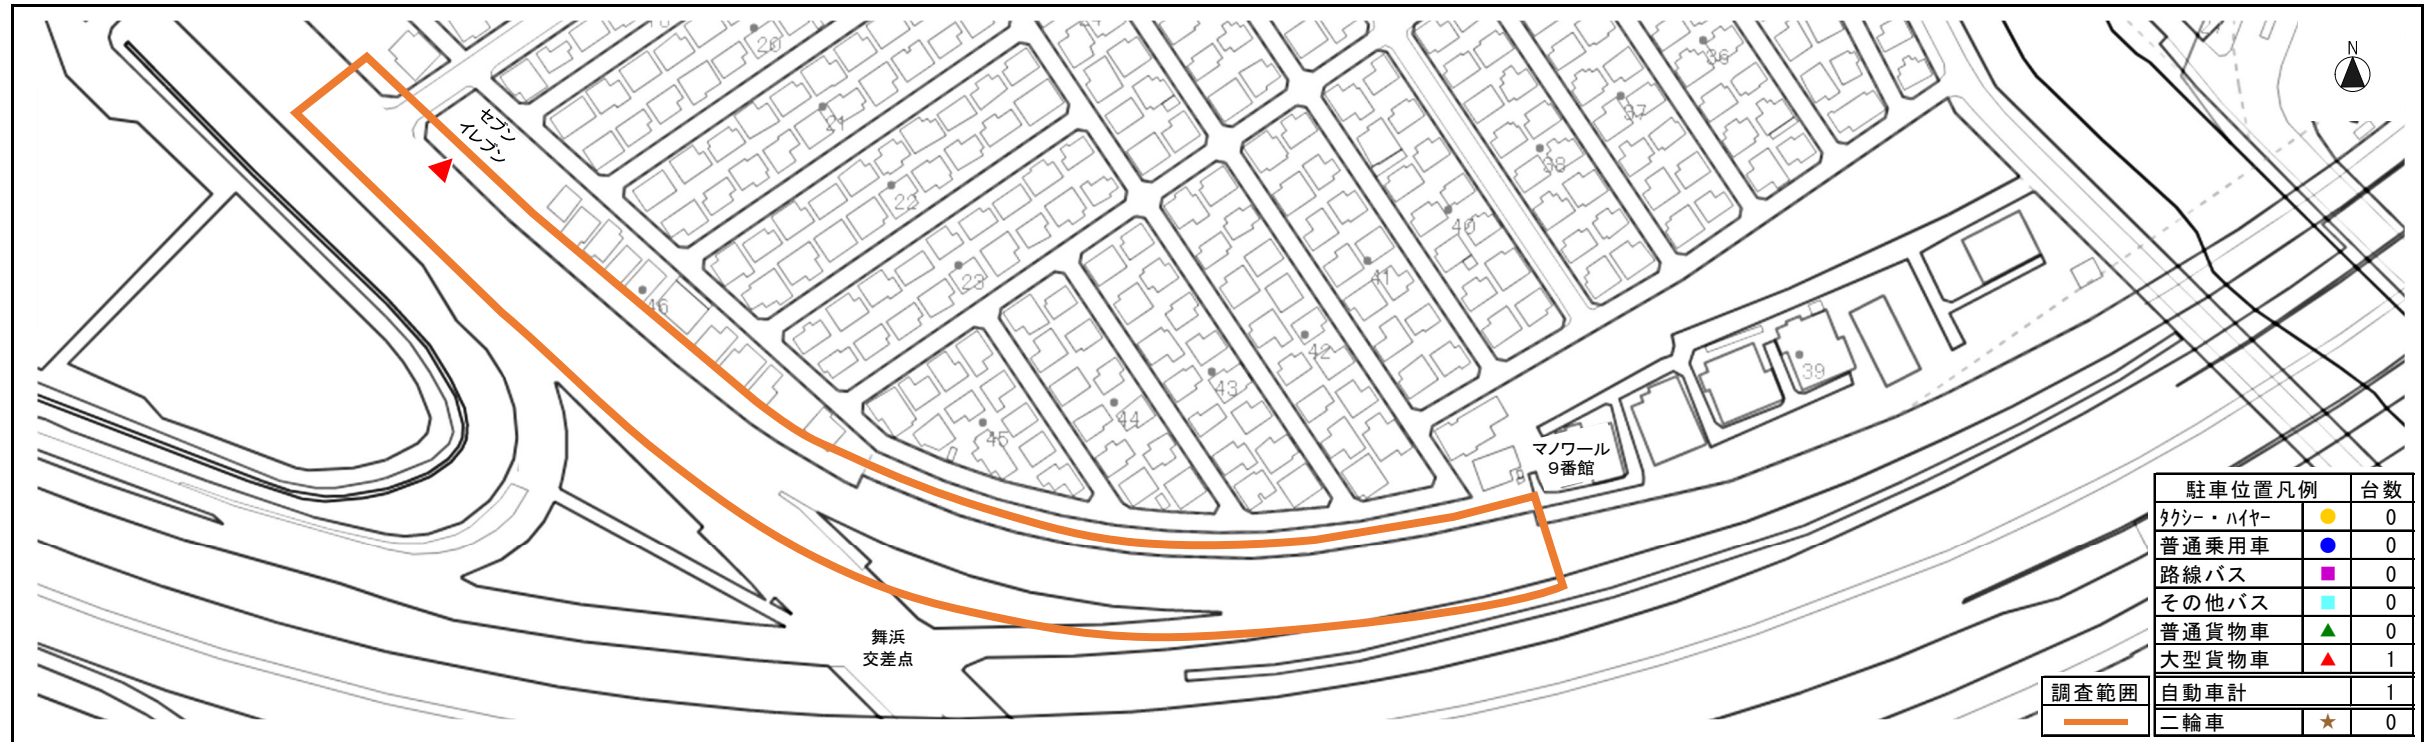 N
20
21
22
23
36
37
38
40
41
42
43
44
45
46
39
セブン
イレブン
マノワール
9番館
舞浜
交差点
駐車位置凡例 台数
タクシー・ハイヤー ● 0
普通乗用車 ● 0
路線バス ■ 0
その他バス ■ 0
普通貨物車 ▲ 0
大型貨物車 ▲ 1
自動車計 1
二輪車 ★ 0
調査範囲